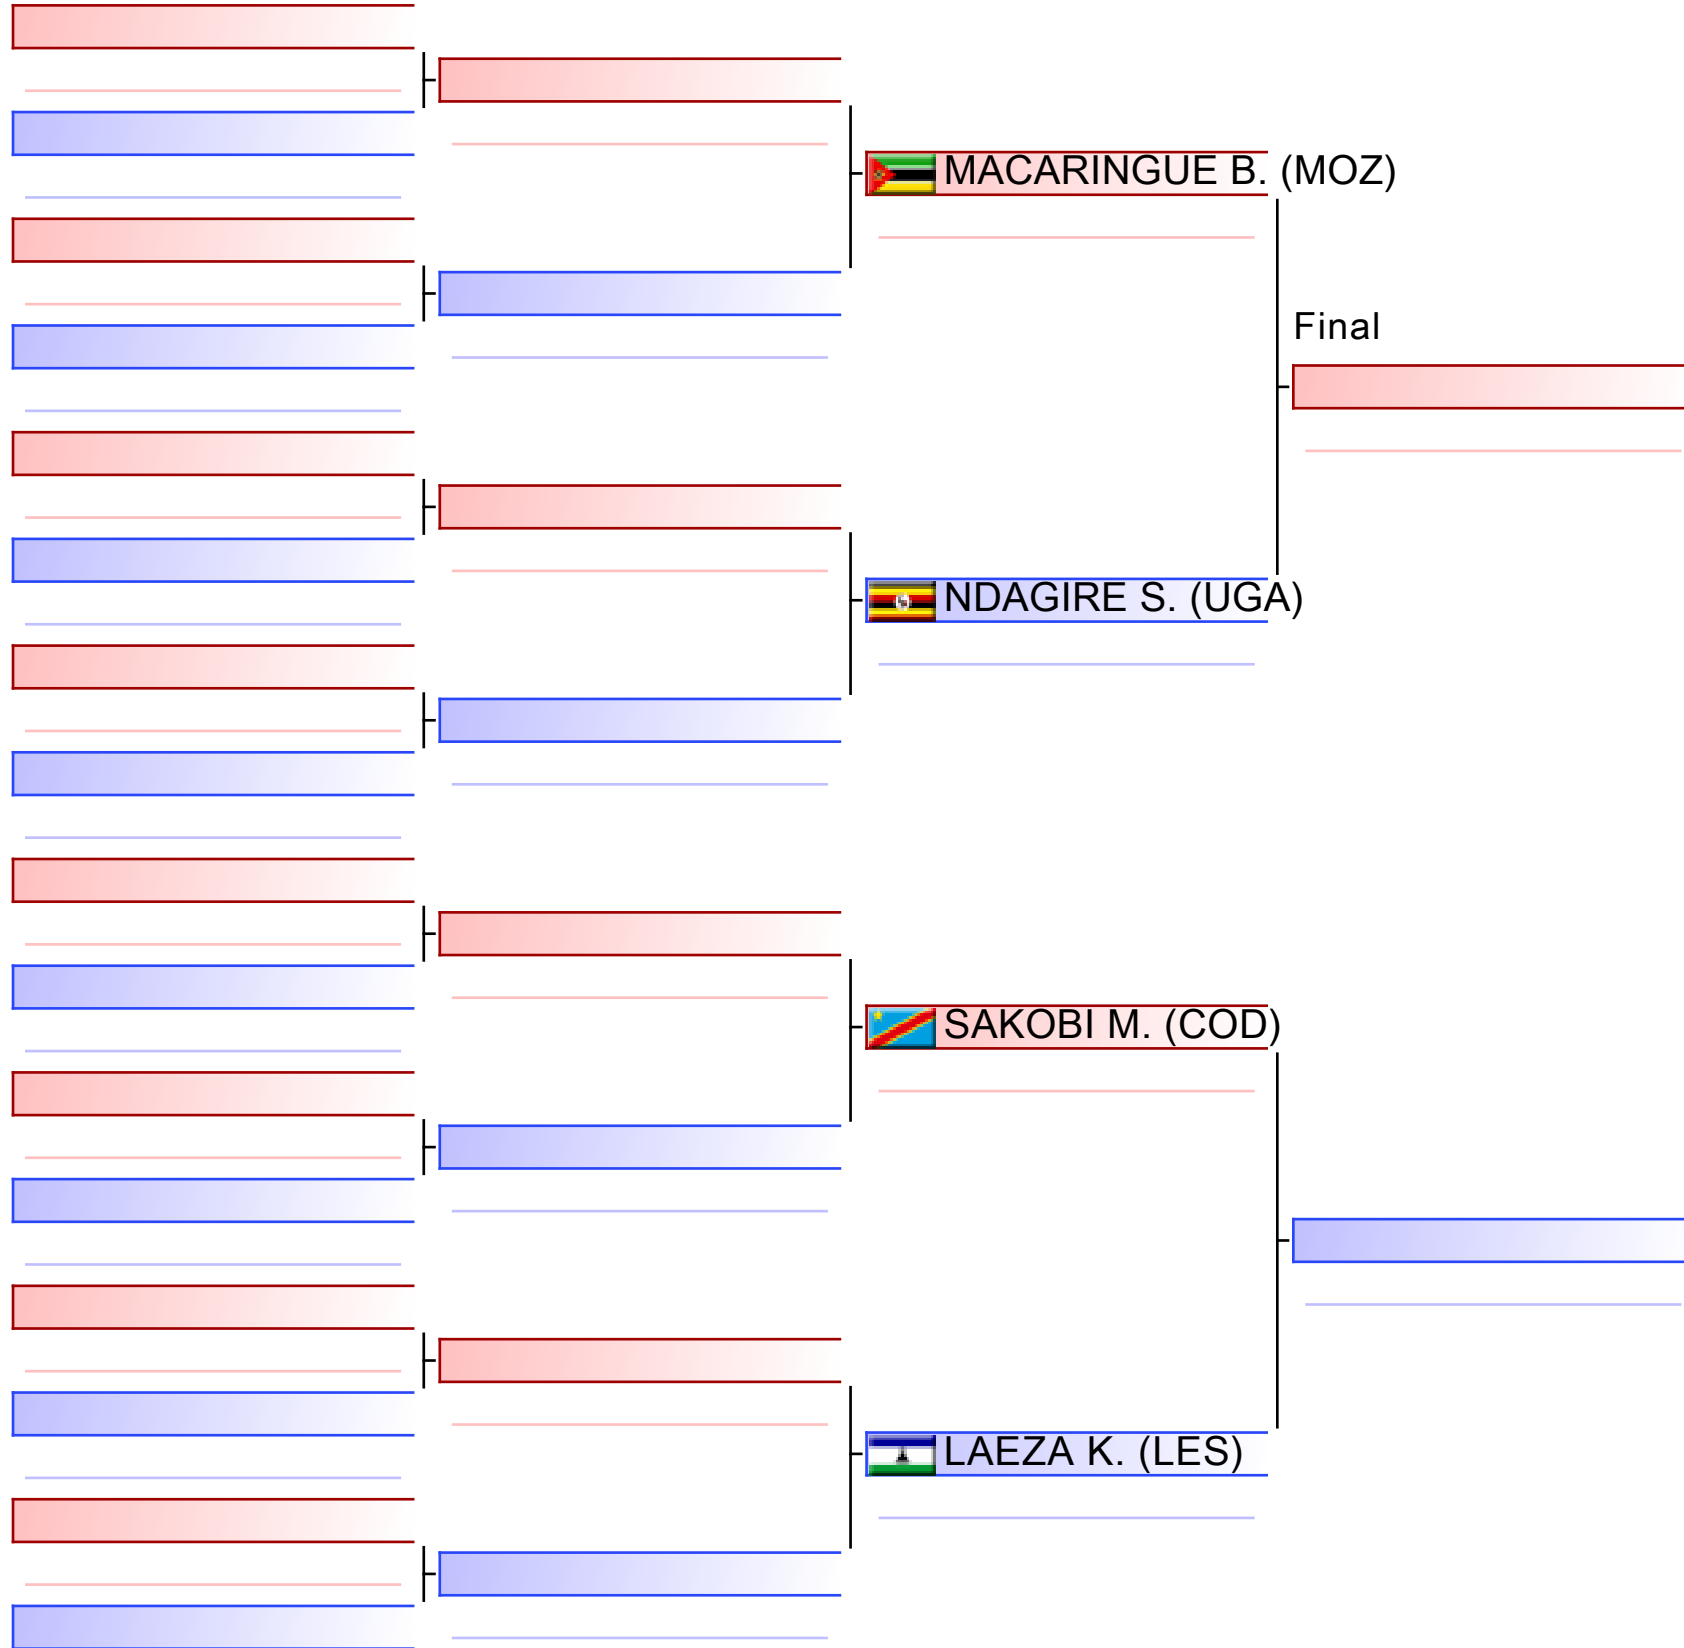 MACARINGUE B. (MOZ)
Final
NDAGIRE S. (UGA)
SAKOBI M. (COD)
LAEZA K. (LES)